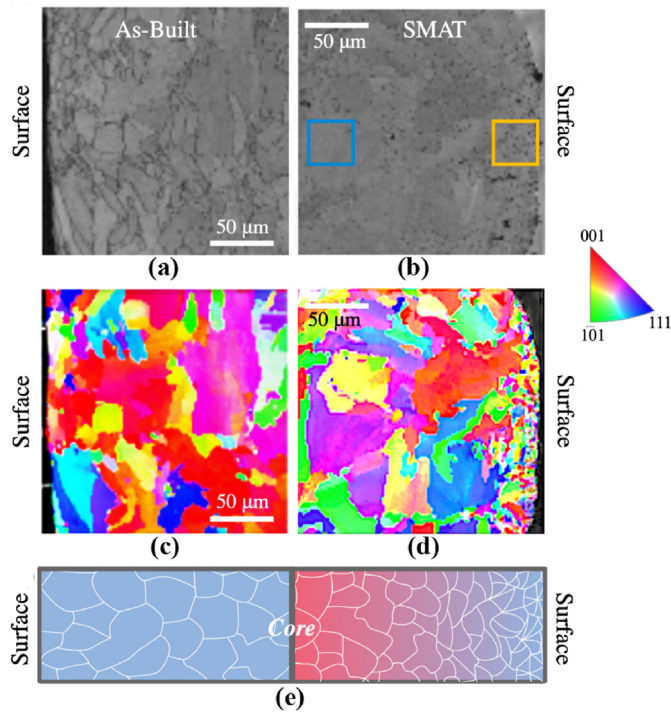 As-Built
50 µm
SMAT
Surface
Surface
50 µm
(a)
(b)
001
101
111
50 µm
Surface
Surface
50 µm
(c)
(d)
Surface
Core
Surface
(e)